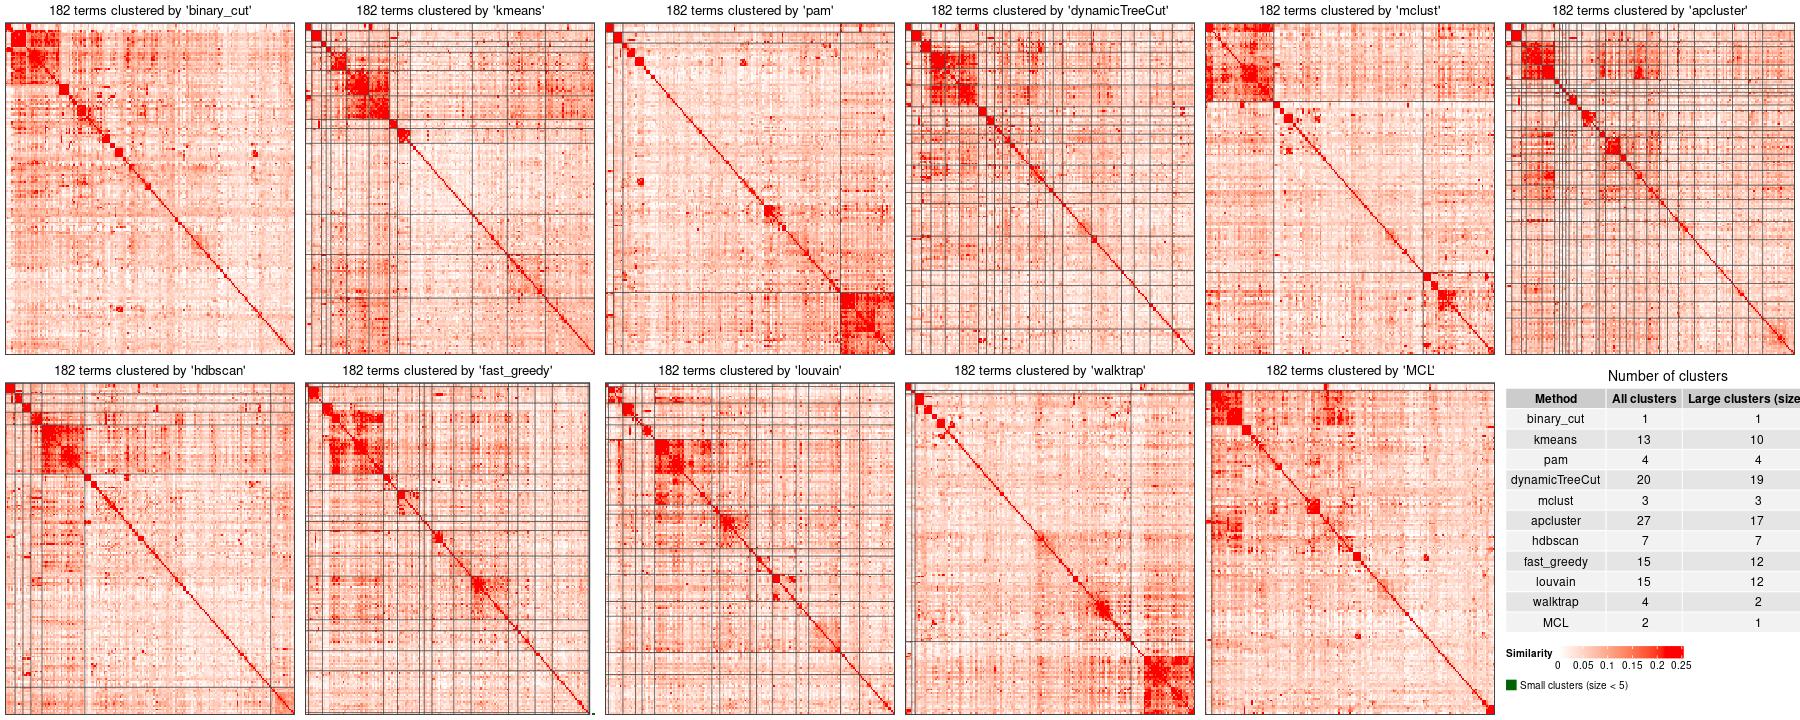 182 terms clustered by 'binary_cut'
182 terms clustered by 'kmeans'
182 terms clustered by 'pam'
182 terms clustered by 'dynamicTreeCut'
182 terms clustered by 'mclust'
182 terms clustered by 'apcluster'
182 terms clustered by 'hdbscan'
182 terms clustered by 'fast_greedy'
182 terms clustered by 'louvain'
182 terms clustered by 'walktrap'
182 terms clustered by 'MCL'
Number of clusters
Method All clusters Large clusters (size
binary_cut 1 1
kmeans 13 10
pam 4 4
dynamicTreeCut 20 19
mclust 3 3
apcluster 27 17
hdbscan 7 7
fast_greedy 15 12
louvain 15 12
walktrap 4 2
MCL 2 1
Similarity
0 0.05 0.1 0.15 0.2 0.25
Small clusters (size < 5)